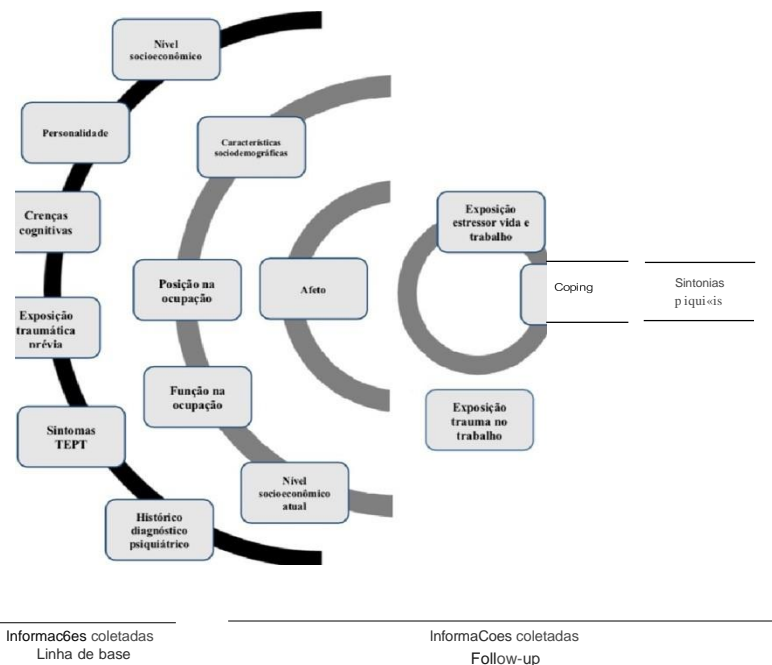 Nível
socioeconômico
Personalidade
Crenças
cognitivas
Exposição
traumática
prévia
Sintomas
TEPT
Histórico
diagnóstico
psiquiátrico
Características
sociodemográficas
Posição na
ocupação
Função na
ocupação
Nível
socioeconômico
atual
Afeto
Exposição
estressor vida e
trabalho
Coping
Exposição
trauma no
trabalho
Sintonias
p iqui«is
Informac6es coletadas
Linha de base
InformaCoes coletadas
Follow-up